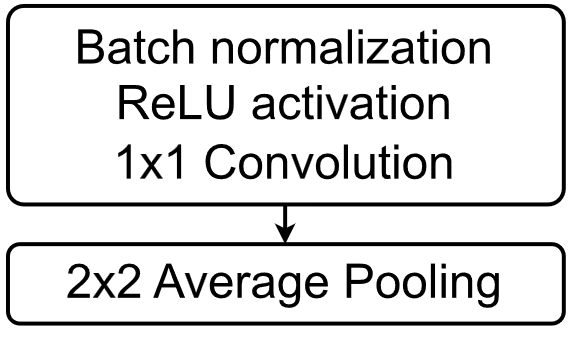 Batch normalization
ReLU activation
1x1 Convolution
2x2 Average Pooling